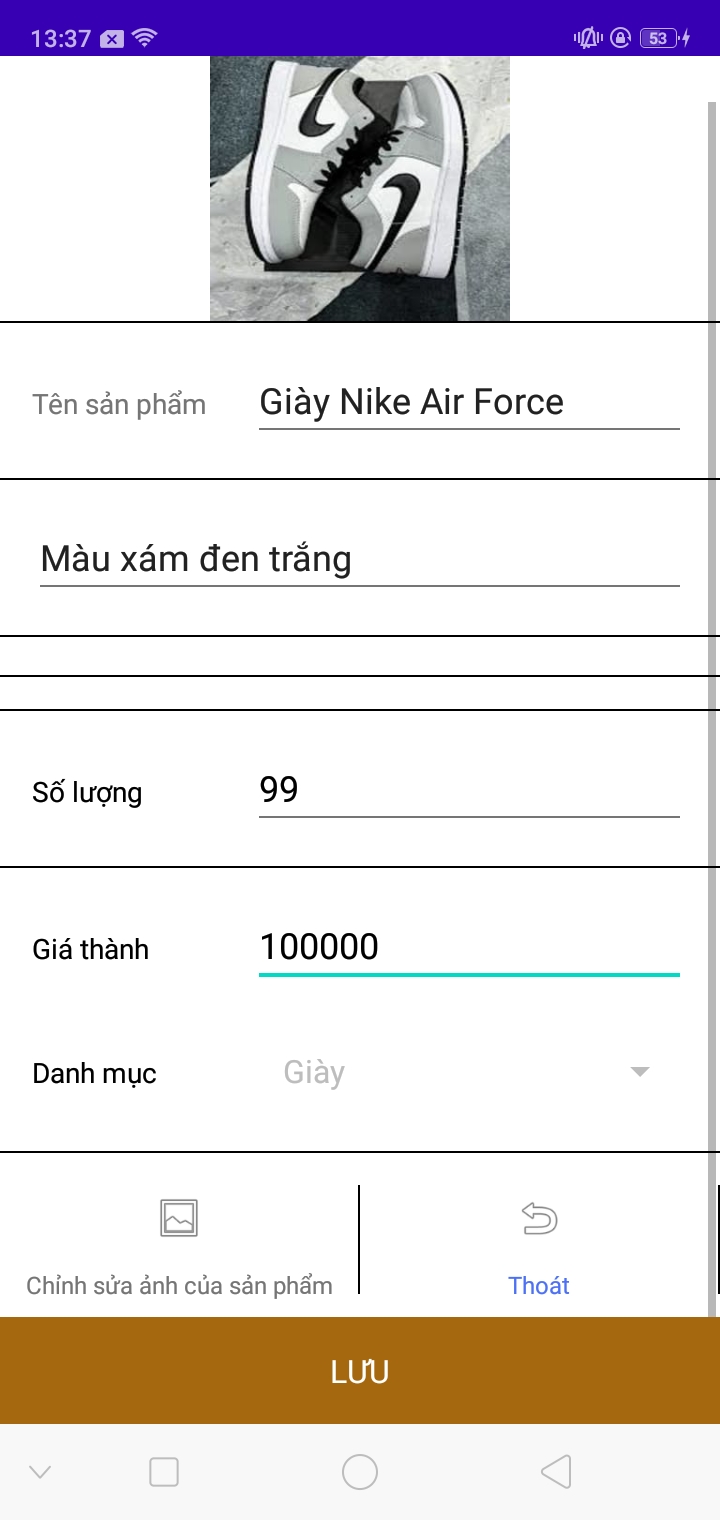 13:37
53
Tên sản phẩm
Giày Nike Air Force
Màu xám đen trắng
Số lượng
99
Giá thành
100000
Danh mục
Giày
Chỉnh sửa ảnh của sản phẩm
Thoát
LƯU